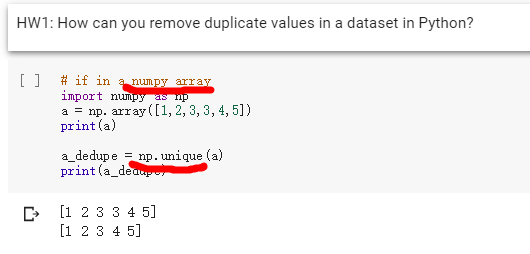 HW1: How can you remove duplicate values in a dataset in Python?
[ ] # if in a numpy array
import numpy as np
a = np.array([1,2,3,3,4,5])
print(a)
a_dedupe = np.unique(a)
print(a_dedupe)
[1 2 3 3 4 5]
[1 2 3 4 5]